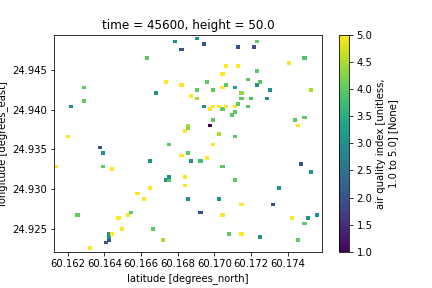 time = 45600, height = 50.0
24.945
24.940
24.935
24.930
24.925
longitude [degrees_east]
60.162 60.164 60.166 60.168 60.170 60.172 60.174
latitude [degrees_north]
5.0
4.5
4.0
3.5
3.0
2.5
2.0
1.5
1.0
air quality index [unitless,
1.0 to 5.0] [None]